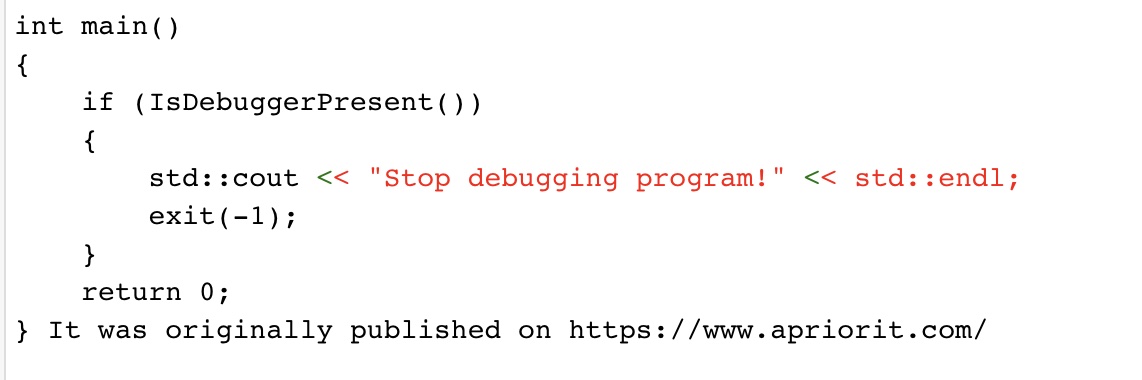 int main()
{
    if (IsDebuggerPresent())
    {
        std::cout << "Stop debugging program!" << std::endl;
        exit(-1);
    }
    return 0;
} It was originally published on https://www.apriorit.com/